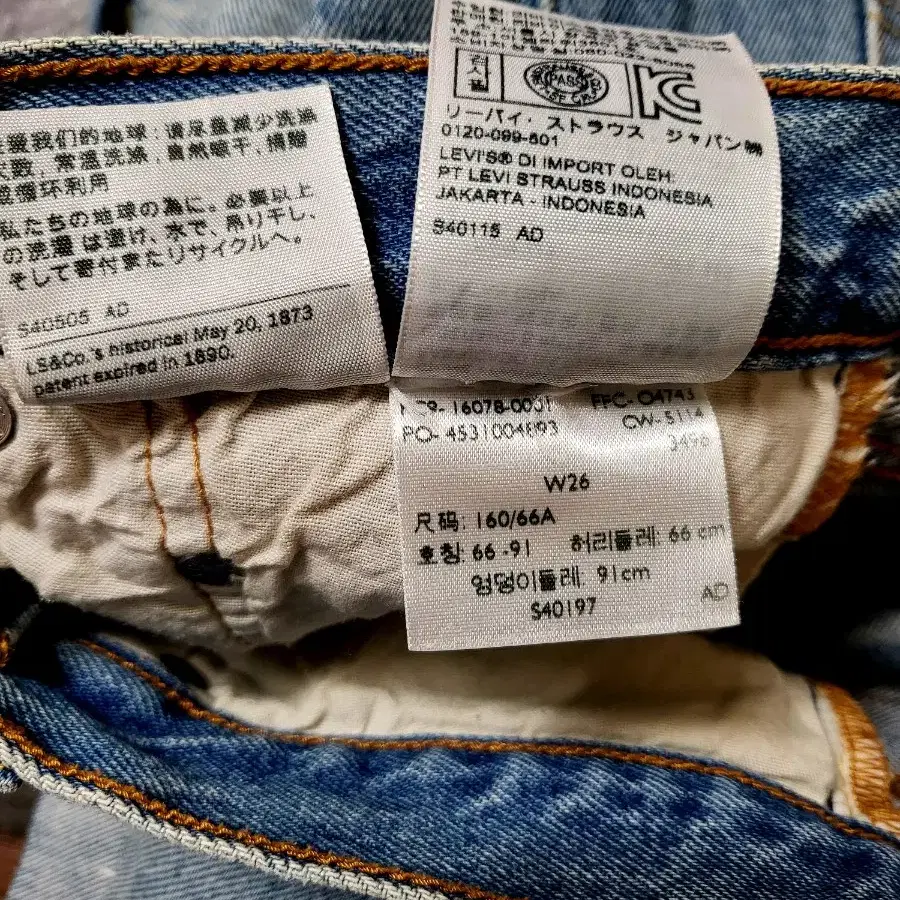 爱我们的地球：请尽量减少洗涤
次数，常温洗涤，自然晾干，捐赠
或循环利用
私たちの地球の為に。必要以上
の洗濯は避け、水で、吊り干し、
そして寄付またリサイクルへ。
S40505 AD
LS&Co.'s historical May 20, 1873
patent expired in 1890.
PASS
リーバイ・ストラウス ジャパン㈱
0120-099-501
LEVI'S® DI IMPORT OLEH:
PT LEVI STRAUSS INDONESIA
JAKARTA - INDONESIA
S40115 AD
16078-0031 FFC- 04743
PO- 4531004893 CW-5114
3496
W26
尺码: 160/66A
호칭: 66 -91 허리둘레: 66 cm
엉덩이둘레: 91cm
S40197 AD